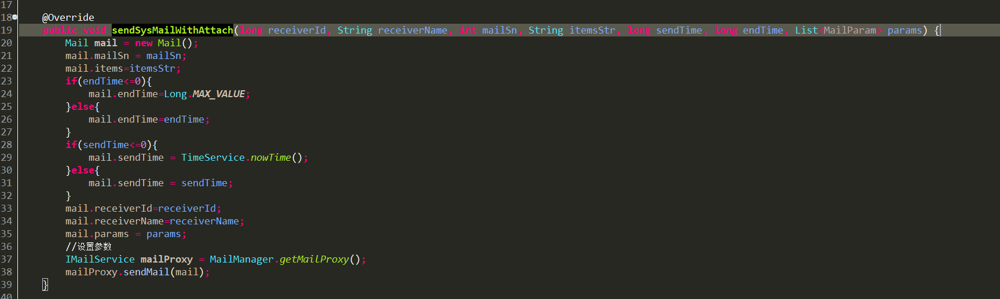 17
18 @Override
19 public void sendSysMailWithAttach(long receiverId, String receiverName, int mailSn, String itemsStr, long sendTime, long endTime, List<MailParam> params) {
20 Mail mail = new Mail();
21 mail.mailSn = mailSn;
22 mail.items=itemsStr;
23 if(endTime<=0){
24 mail.endTime=Long.MAX_VALUE;
25 }else{
26 mail.endTime=endTime;
27 }
28 if(sendTime<=0){
29 mail.sendTime = TimeService.nowTime();
30 }else{
31 mail.sendTime = sendTime;
32 }
33 mail.receiverId=receiverId;
34 mail.receiverName=receiverName;
35 mail.params = params;
36 //设置参数
37 IMailService mailProxy = MailManager.getMailProxy();
38 mailProxy.sendMail(mail);
39 }
40